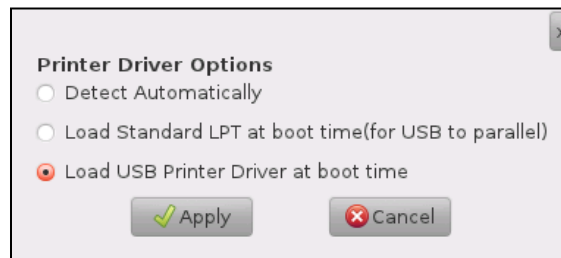 Printer Driver Options
Detect Automatically
Load Standard LPT at boot time(for USB to parallel)
Load USB Printer Driver at boot time
Apply Cancel